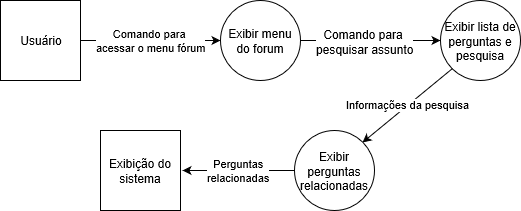 Usuário
Comando para
acessar o menu fórum
Exibir menu
do forum
Comando para
pesquisar assunto
Exibir lista de
perguntas e
pesquisa
Informações da pesquisa
Exibir
perguntas
relacionadas
Perguntas
relacionadas
Exibição do
sistema